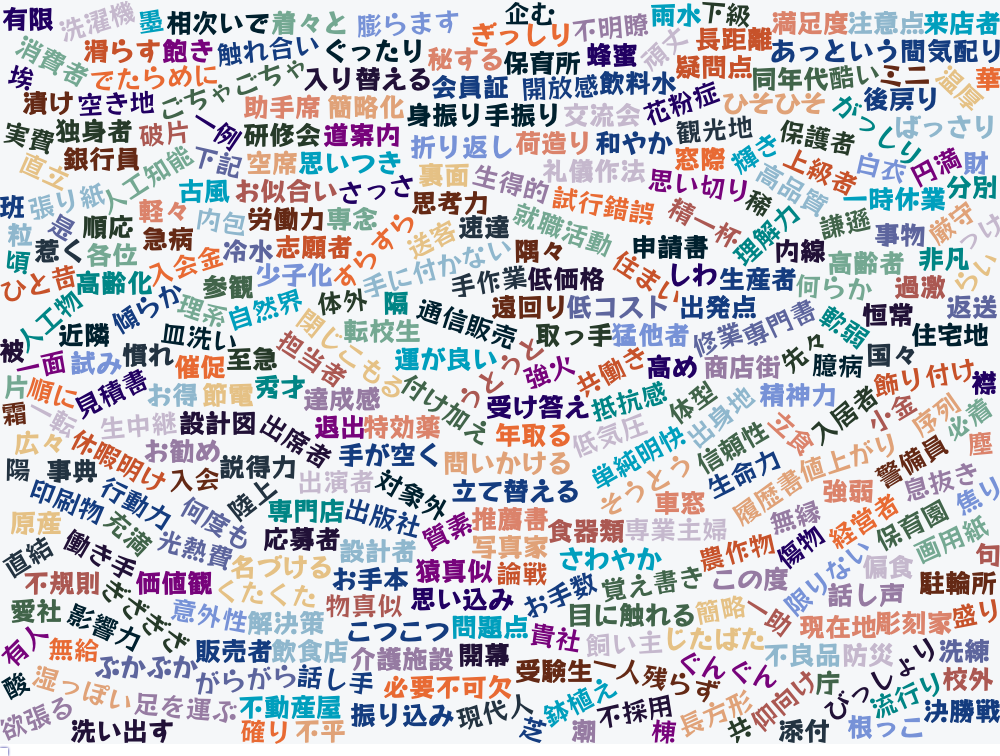 有限 洗濯機 墨 相次いで 着々と 膨らます 企む 雨水 下級
ぎっしり 不明瞭 満足度 注意点 来店者
消費者 滑らす 飽き 触れ合い ぐったり 秘する 保育所 蜂蜜 頑丈 長距離 あっという間 気配り
埃 でたらめに ごちゃごちゃ 入り替える 会員証 開放感 飲料水 疑問点 同年代 酷い ミニ 温厚 華
漬け 空き地 助手席 簡略化 身振り手振り 交流会 花粉症 ひそひそ がっしり 後戻り ばっさり
実費 独身者 破片 一例 研修会 道案内 折り返し 荷造り 和やか 観光地 保護者
直立 銀行員 人工知能 下記 空席 思いつき 裏面 生得的 礼儀作法 窓際 輝き 上級者 白衣 円満 財
班 張り紙 古風 お似合い さっさ 思考力 試行錯誤 思い切り 稀 高品質 一時休業 分別
粒 是 順応 軽々 内包 労働力 専念 すらすら 送客 速達 就職活動 精一杯 理解力 謙遜 事物 厳守
頃 惹く 各位 急病 冷水 志願者 手に付かない 隅々 申請書 内線 高齢者 非凡
ひと苦 高齢化 入会金 参観 少子化 手作業 低価格 住まい しわ 生産者 何らか 過激 らい
人工物 傾らか 理系 自然界 体外 隔 通信販売 遠回り 低コスト 出発点 軟弱 恒常 返送
被 近隣 皿洗い 閉じこもる 転校生 取っ手 猛他者 修業専門書 先々 国々 住宅地
一面 試み 慣れ 催促 至急 担当者 運が良い うとうと 強火 共働き 高め 商店街 臆病 飾り付け 襟
片 順に 見積書 お得 節電 秀才 達成感 付け加え 受け答え 抵抗感 体型 精神力 入居者 小金 序列 必着
霜 一転 生中継 設計図 出席者 退出 特効薬 年取る 低気圧 単純明快 出身地 立食
広々 休暇明け お勧め 説得力 手が空く 問いかける そうとう 信頼性 生命力 履歴書 値上がり 警備員 塵
陽 事典 入会 出演者 対象外 立て替える 車窓 強弱 息抜き 焦り
印刷物 行動力 何度も 陸上 専門店 出版社 質素 推薦書 食器類 専業主婦 無縁 経営者 保育園 画用紙
原産 充満 光熱費 応募者 設計者 写真家 さわやか 農作物 傷物 句
直結 働き手 名づける お手本 猿真似 論戦 お手数 覚え書き この度 限りない 偏食 駐輪所
不規則 価値観 くたくた 物真似 思い込み 目に触れる 簡略 一助 話し声
愛社 影響力 ぎざぎざ 意外性 解決策 こつこつ 問題点 貴社 飼い主 じたばた 現在地 彫刻家 盛り
有人 無給 ぶかぶか 販売者 飲食店 介護施設 開幕 受験生 一人残らず ぐんぐん 不良品 防災 びっしょり 洗練
酸 湿っぽい 足を運ぶ がらがら 話し手 必要不可欠 鉢植え 仰向け 庁 流行り 校外
欲張る 洗い出す 不動産屋 確り 不平 振り込み 現代人 芝 潮 不採用 棟 長方形 共 添付 根っこ 決勝戦